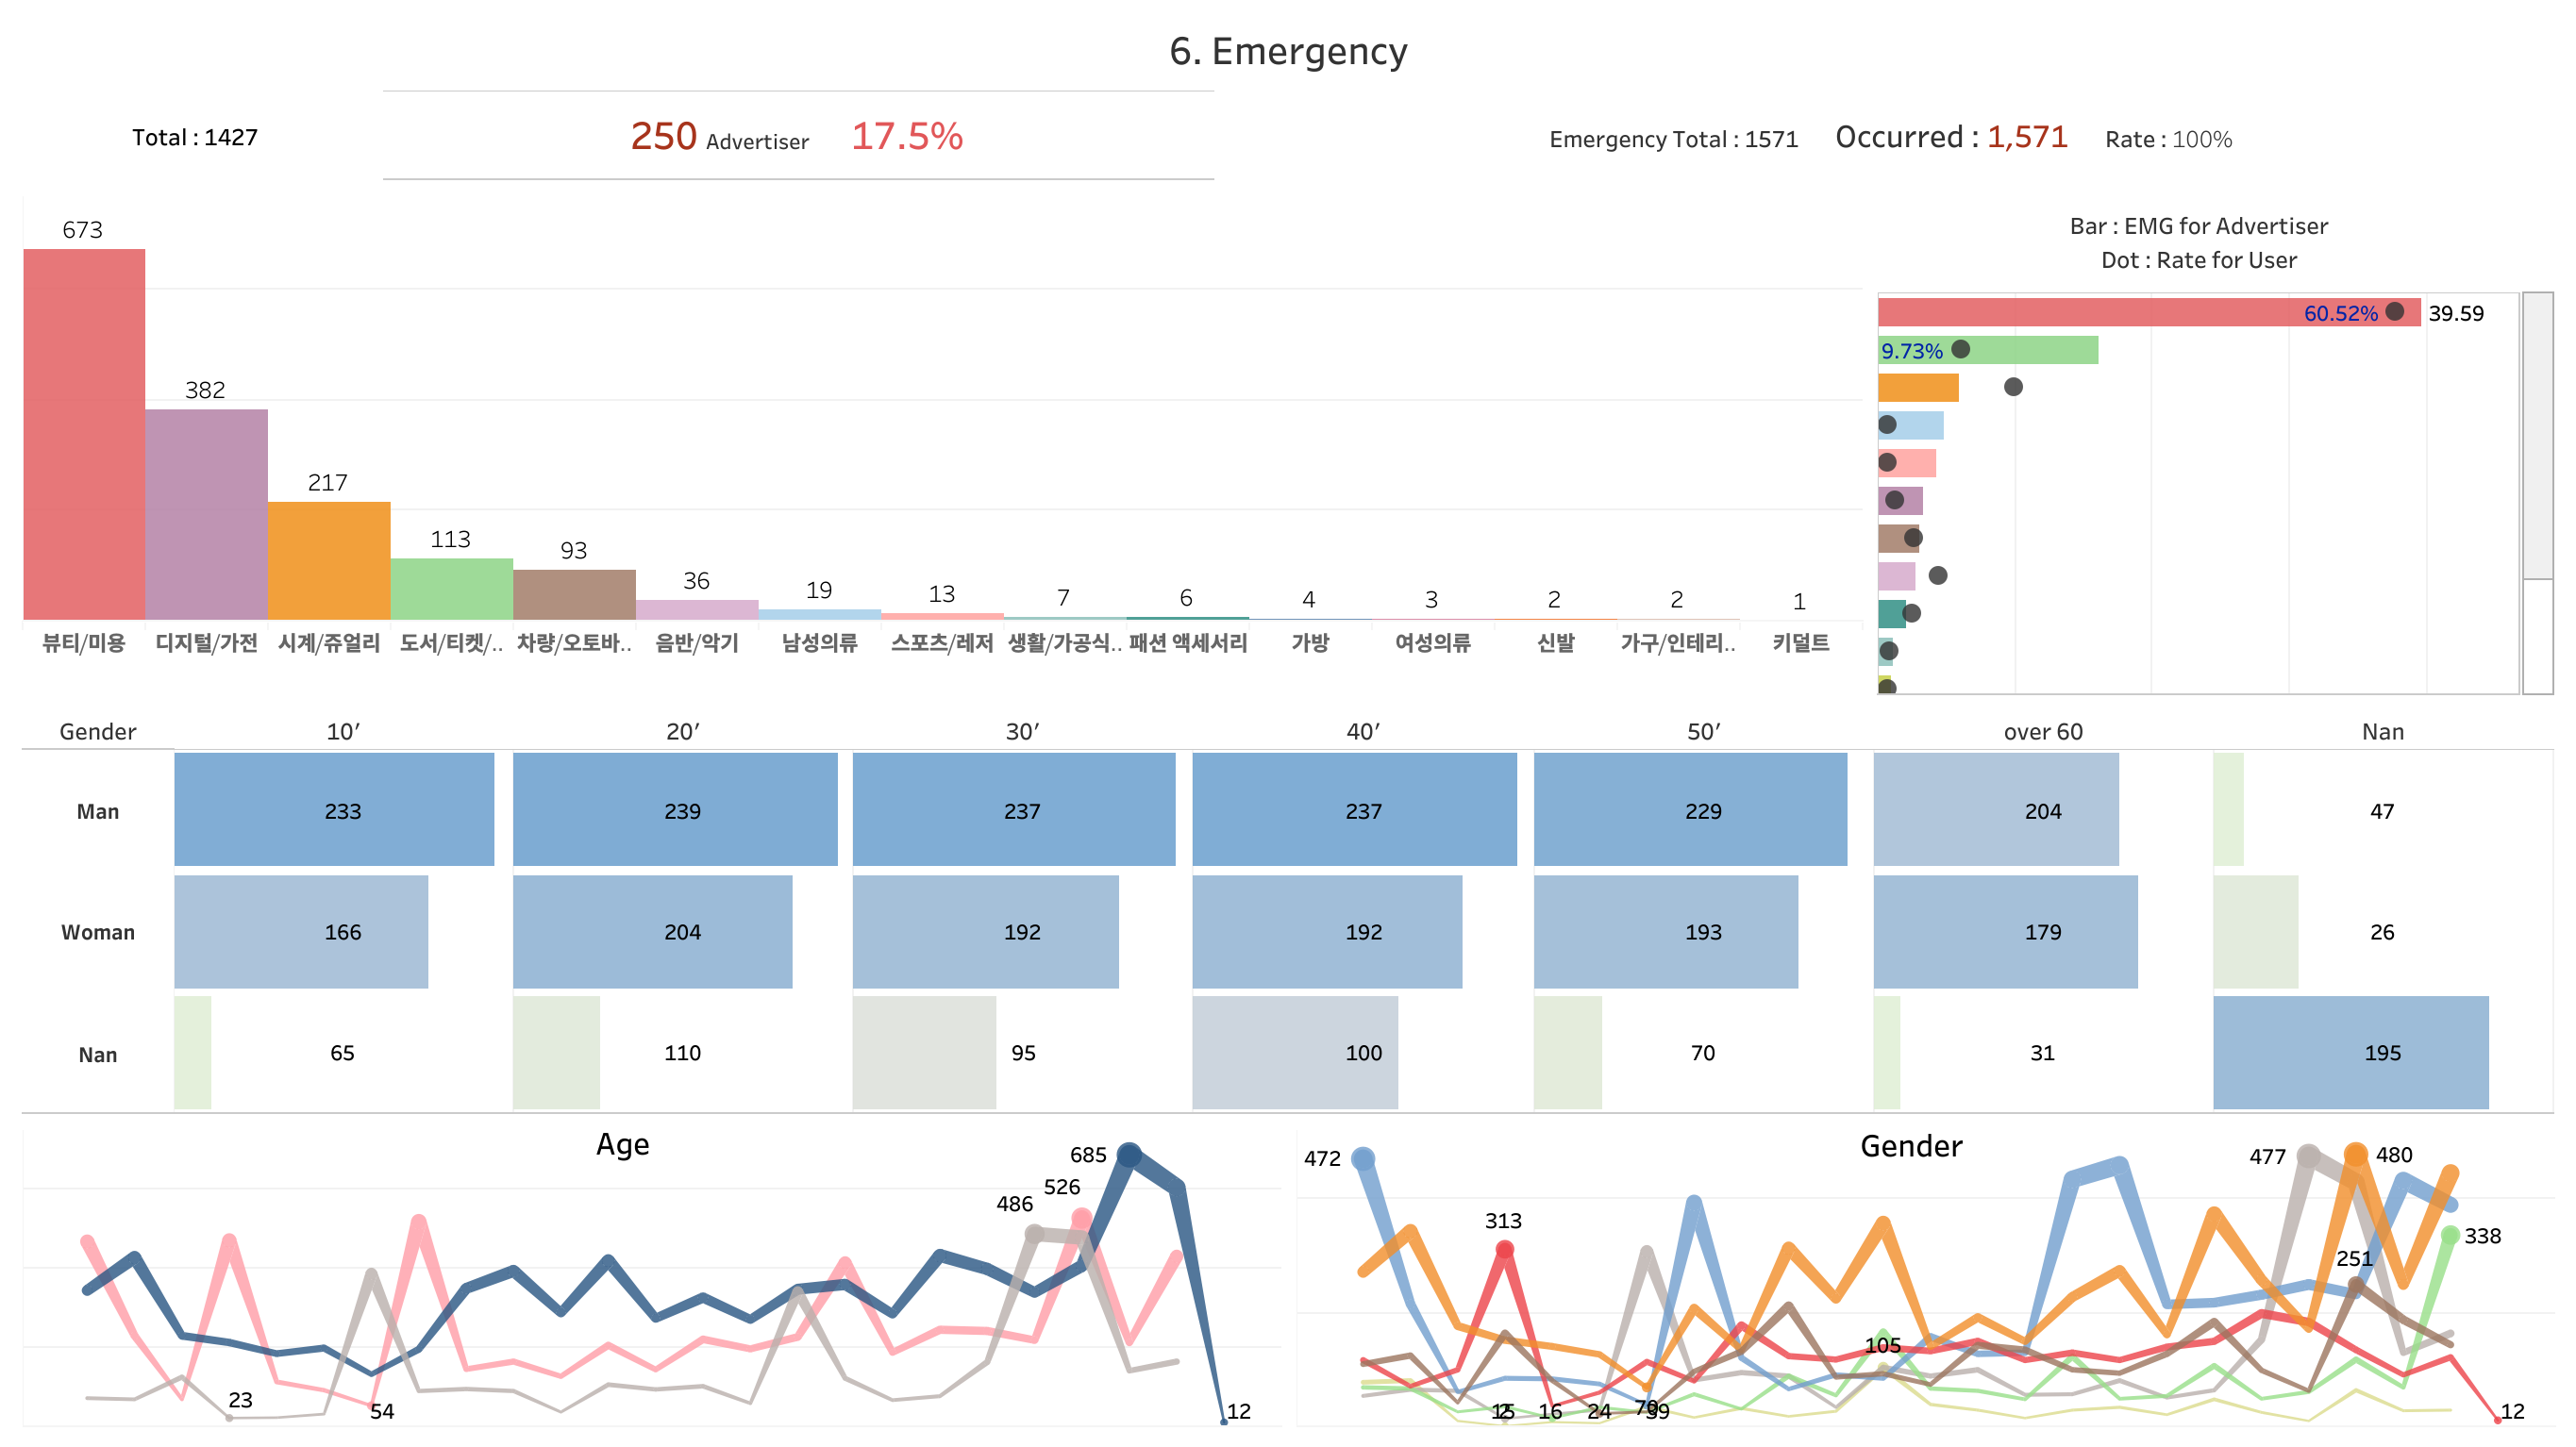 6. Emergency
Total : 1427
250 Advertiser 17.5%
Emergency Total : 1571 Occurred : 1,571 Rate : 100%
673
382
217
113
93
36
19
13
7
6
4
3
2
2
1
뷰티/미용 디지털/가전 시계/쥬얼리 도서/티켓/.. 차량/오토바.. 음반/악기 남성의류 스포츠/레저 생활/가공식.. 패션 액세서리 가방 여성의류 신발 가구/인테리.. 키덜트
Bar : EMG for Advertiser
Dot : Rate for User
60.52% 39.59
9.73%
Gender 10′ 20′ 30′ 40′ 50′ over 60 Nan
Man 233 239 237 237 229 204 47
Woman 166 204 192 192 193 179 26
Nan 65 110 95 100 70 31 195
Age
685
526
486
23
54
12
Gender
472
477
480
313
338
251
105
16
24
39
12